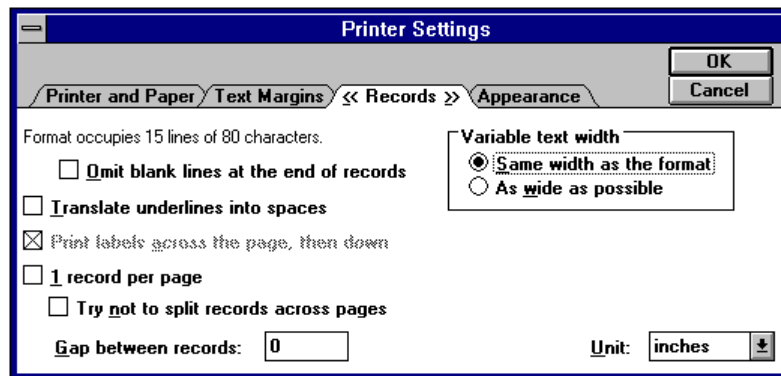 Printer Settings
OK
Cancel
Printer and Paper Text Margins << Records >> Appearance
Format occupies 15 lines of 80 characters.
Omit blank lines at the end of records
Translate underlines into spaces
Print labels across the page, then down
1 record per page
Try not to split records across pages
Gap between records: 0
Variable text width
Same width as the format
As wide as possible
Unit: inches